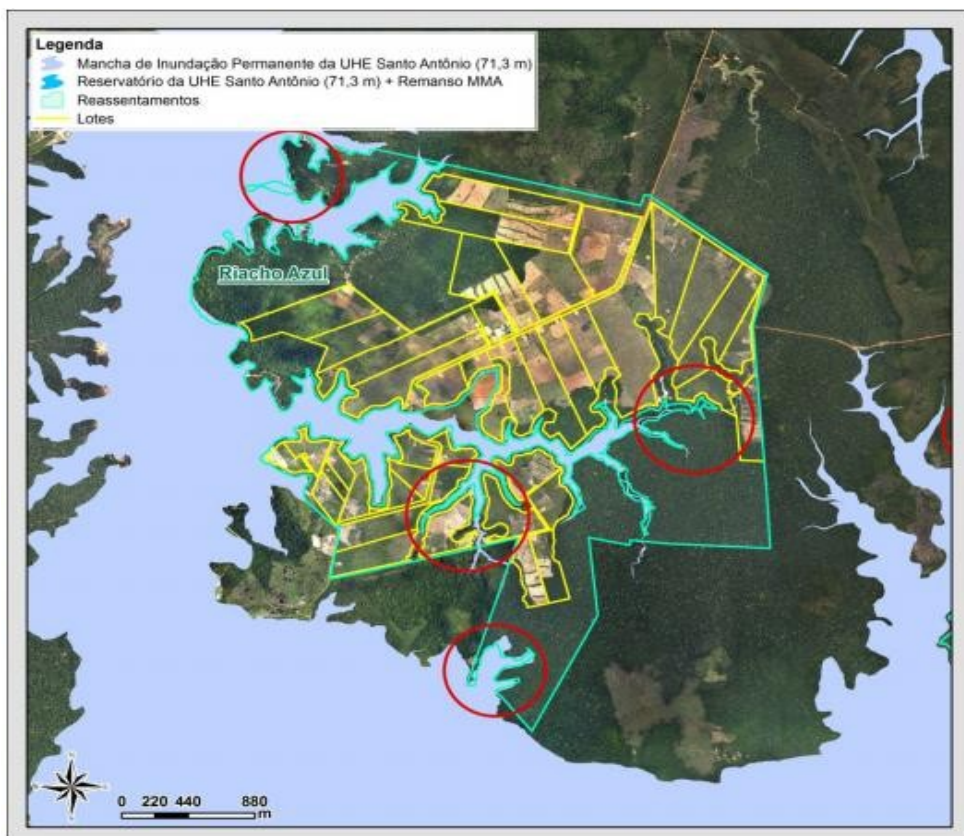 Legenda
Mancha de Inundação Permanente da UHE Santo Antônio (71,3 m)
Reservatório da UHE Santo Antônio (71,3 m) + Remanso MMA
Reassentamentos
Lotes
Riacho Azul
N
0 220 440 880
m